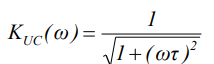 K_UC(ω) = 1 / √(1+(ωτ)²)